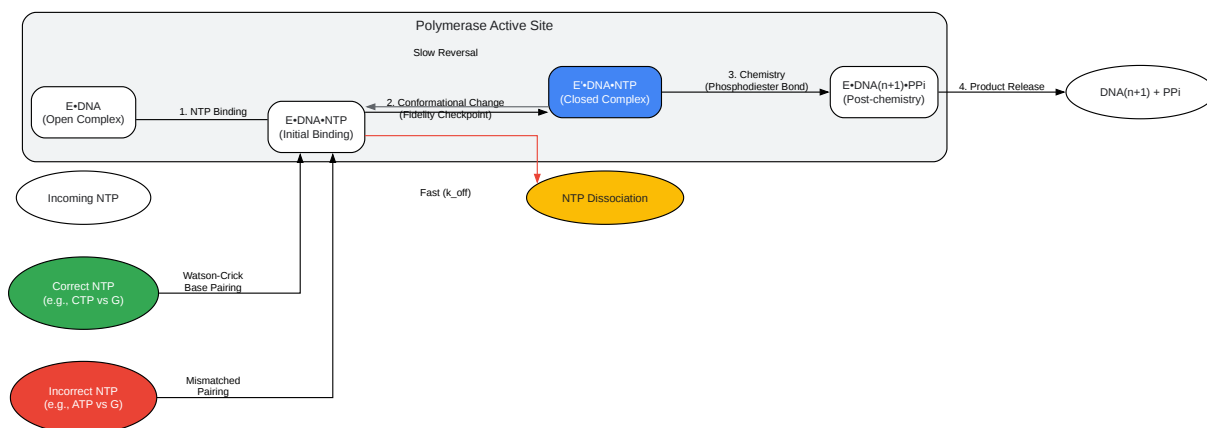 Polymerase Active Site
Slow Reversal
E•DNA
(Open Complex)
1. NTP Binding
E•DNA•NTP
(Initial Binding)
2. Conformational Change
(Fidelity Checkpoint)
E'•DNA•NTP
(Closed Complex)
3. Chemistry
(Phosphodiester Bond)
E•DNA(n+1)•PPi
(Post-chemistry)
4. Product Release
DNA(n+1) + PPi
Incoming NTP
Fast (k_off)
NTP Dissociation
Correct NTP
(e.g., CTP vs G)
Watson-Crick
Base Pairing
Incorrect NTP
(e.g., ATP vs G)
Mismatched
Pairing